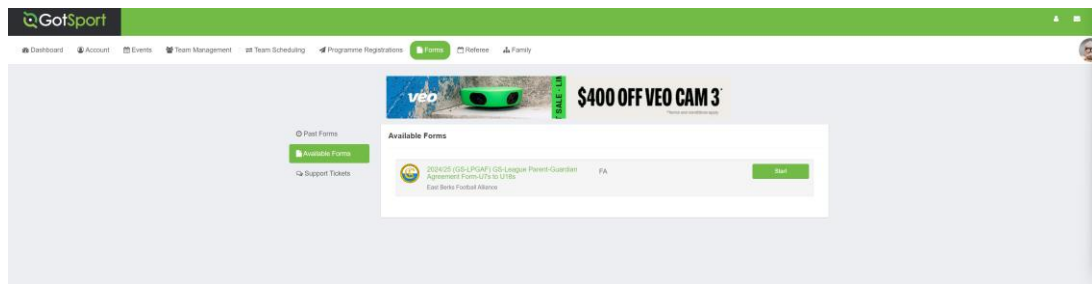 GotSport
Dashboard Account Events Team Management Team Scheduling Programme Registrations Forms Referee Family
veo
$400 OFF VEO CAM 3
Past Forms
Available Forms
Support Tickets
Available Forms
2024/25 (GS-LPGAF) GS-League Parent-Guardian
Agreement Form-U7s to U18s
East Berks Football Alliance
FA
Start